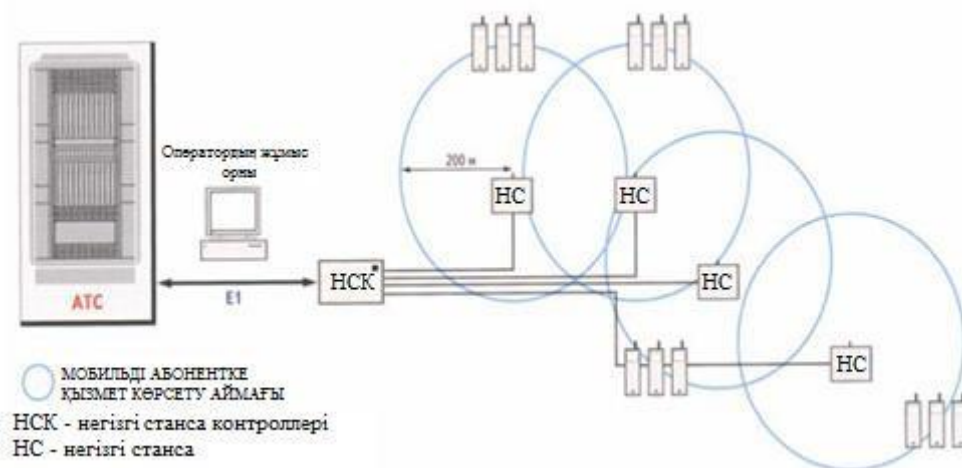 Оператордың жұмыс
орны
200 м
НС
НС
НСК
НС
АТС
Е1
НС
МОБИЛЬДІ АБОНЕНТКЕ
ҚЫЗМЕТ КӨРСЕТУ АЙМАҒЫ
НСК - негізгі станса контроллері
НС - негізгі станса